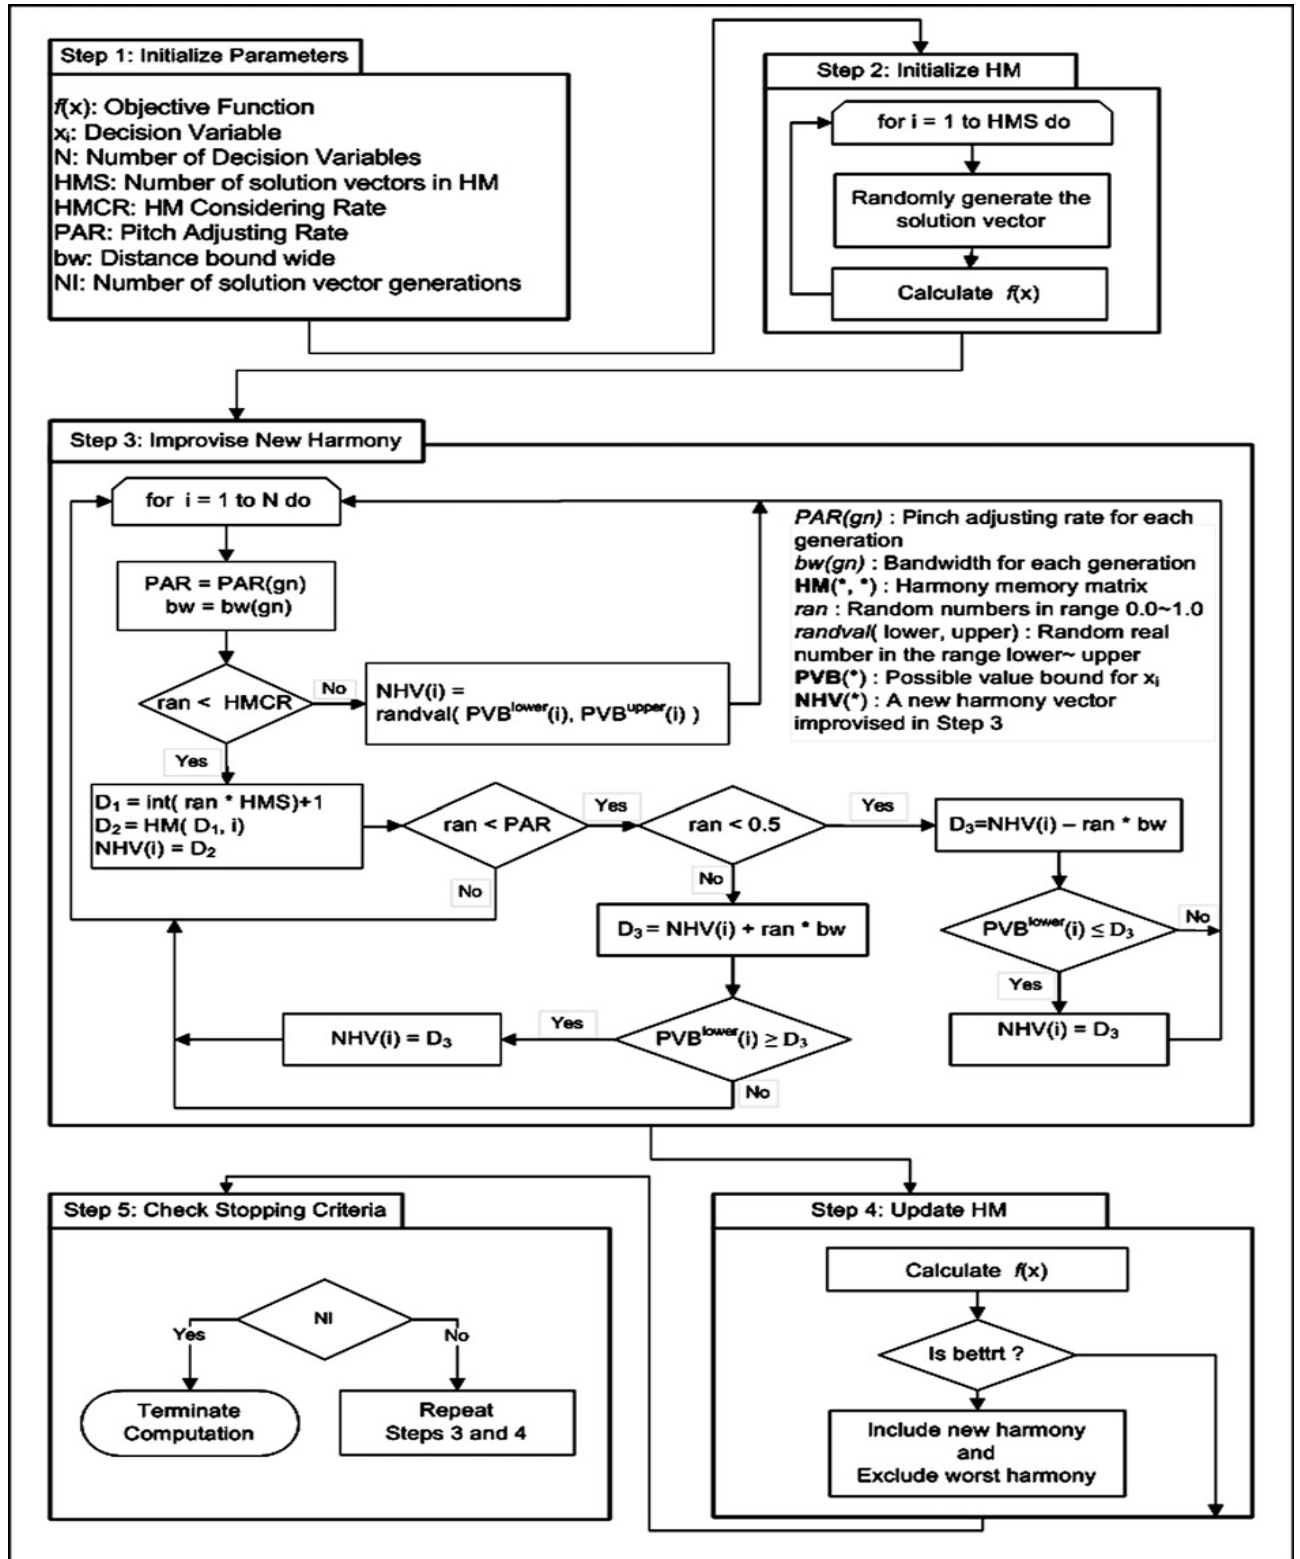 Step 1: Initialize Parameters
f(x): Objective Function
xi: Decision Variable
N: Number of Decision Variables
HMS: Number of solution vectors in HM
HMCR: HM Considering Rate
PAR: Pitch Adjusting Rate
bw: Distance bound wide
NI: Number of solution vector generations
Step 2: Initialize HM
for i = 1 to HMS do
Randomly generate the
solution vector
Calculate f(x)
Step 3: Improvise New Harmony
for i = 1 to N do
PAR = PAR(gn)
bw = bw(gn)
ran < HMCR
No
NHV(i) =
randval( PVBlower(i), PVBupper(i) )
PAR(gn) : Pinch adjusting rate for each
generation
bw(gn) : Bandwidth for each generation
HM(*, *) : Harmony memory matrix
ran : Random numbers in range 0.0~1.0
randval( lower, upper) : Random real
number in the range lower~ upper
PVB(*) : Possible value bound for xi
NHV(*) : A new harmony vector
improvised in Step 3
Yes
D1 = int( ran * HMS)+1
D2 = HM( D1, i)
NHV(i) = D2
ran < PAR
Yes
ran < 0.5
Yes
D3=NHV(i) – ran * bw
No
No
D3 = NHV(i) + ran * bw
PVBlower(i) ≤ D3
No
Yes
NHV(i) = D3
PVBlower(i) ≥ D3
Yes
NHV(i) = D3
No
Step 5: Check Stopping Criteria
NI
Yes
No
Terminate
Computation
Repeat
Steps 3 and 4
Step 4: Update HM
Calculate f(x)
Is bettrt ?
Include new harmony
and
Exclude worst harmony